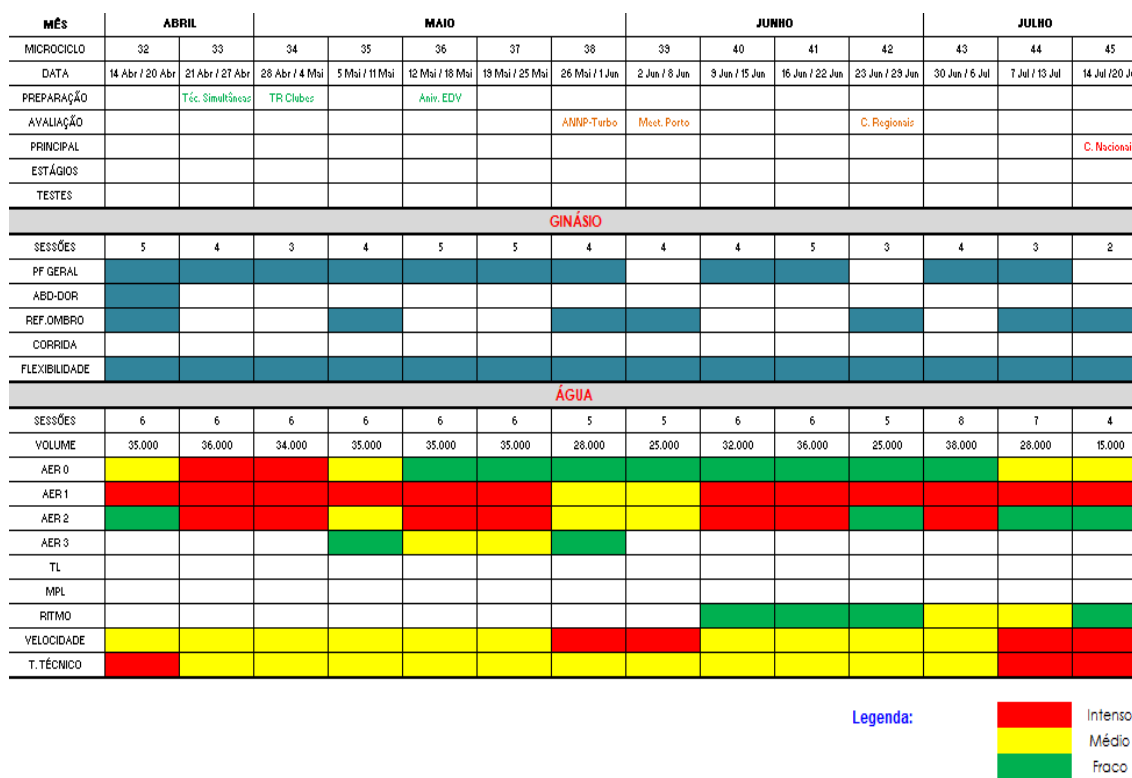 MÊS ABRIL MAIO JUNHO JULHO
MICROCICLO 32 33 34 35 36 37 38 39 40 41 42 43 44 45
DATA 14 Abr / 20 Abr 21 Abr / 27 Abr 28 Abr / 4 Mai 5 Mai / 11 Mai 12 Mai / 18 Mai 19 Mai / 25 Mai 26 Mai / 1 Jun 2 Jun / 8 Jun 9 Jun / 15 Jun 16 Jun / 22 Jun 23 Jun / 29 Jun 30 Jun / 6 Jul 7 Jul / 13 Jul 14 Jul /20 J
PREPARAÇÃO Téc. Simultâneas TR Clubes Aniv. EDV
AVALIAÇÃO ANNP-Turbo Meet. Porto C. Regionais
PRINCIPAL C. Nacionai
ESTÁGIOS
TESTES
GINÁSIO
SESSÕES 5 4 3 4 5 5 4 4 4 5 3 4 3 2
PF GERAL
ABD-DOR
REF.OMBRO
CORRIDA
FLEXIBILIDADE
ÁGUA
SESSÕES 6 6 6 6 6 6 5 5 6 6 5 8 7 4
VOLUME 35.000 36.000 34.000 35.000 35.000 35.000 28.000 25.000 32.000 36.000 25.000 38.000 28.000 15.000
AER 0
AER 1
AER 2
AER 3
TL
MPL
RITMO
VELOCIDADE
T. TÉCNICO
Legenda: Intenso
Médio
Fraco